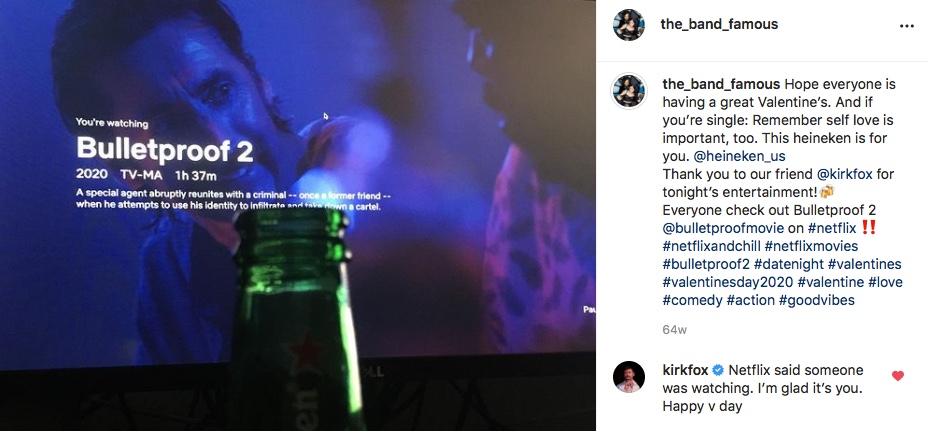 You're watching
Bulletproof 2
2020 TV-MA 1h 37m
A special agent abruptly reunites with a criminal -- once a former friend --
when he attempts to use his identity to infiltrate and take down a cartel.
the_band_famous
the_band_famous Hope everyone is
having a great Valentine's. And if
you're single: Remember self love is
important, too. This heineken is for
you. @heineken_us
Thank you to our friend @kirkfox for
tonight's entertainment!🍻
Everyone check out Bulletproof 2
@bulletproofmovie on #netflix ‼️
#netflixandchill #netflixmovies
#bulletproof2 #datenight #valentines
#valentinesday2020 #valentine #love
#comedy #action #goodvibes
64w
kirkfox Netflix said someone
was watching. I'm glad it's you.
Happy v day